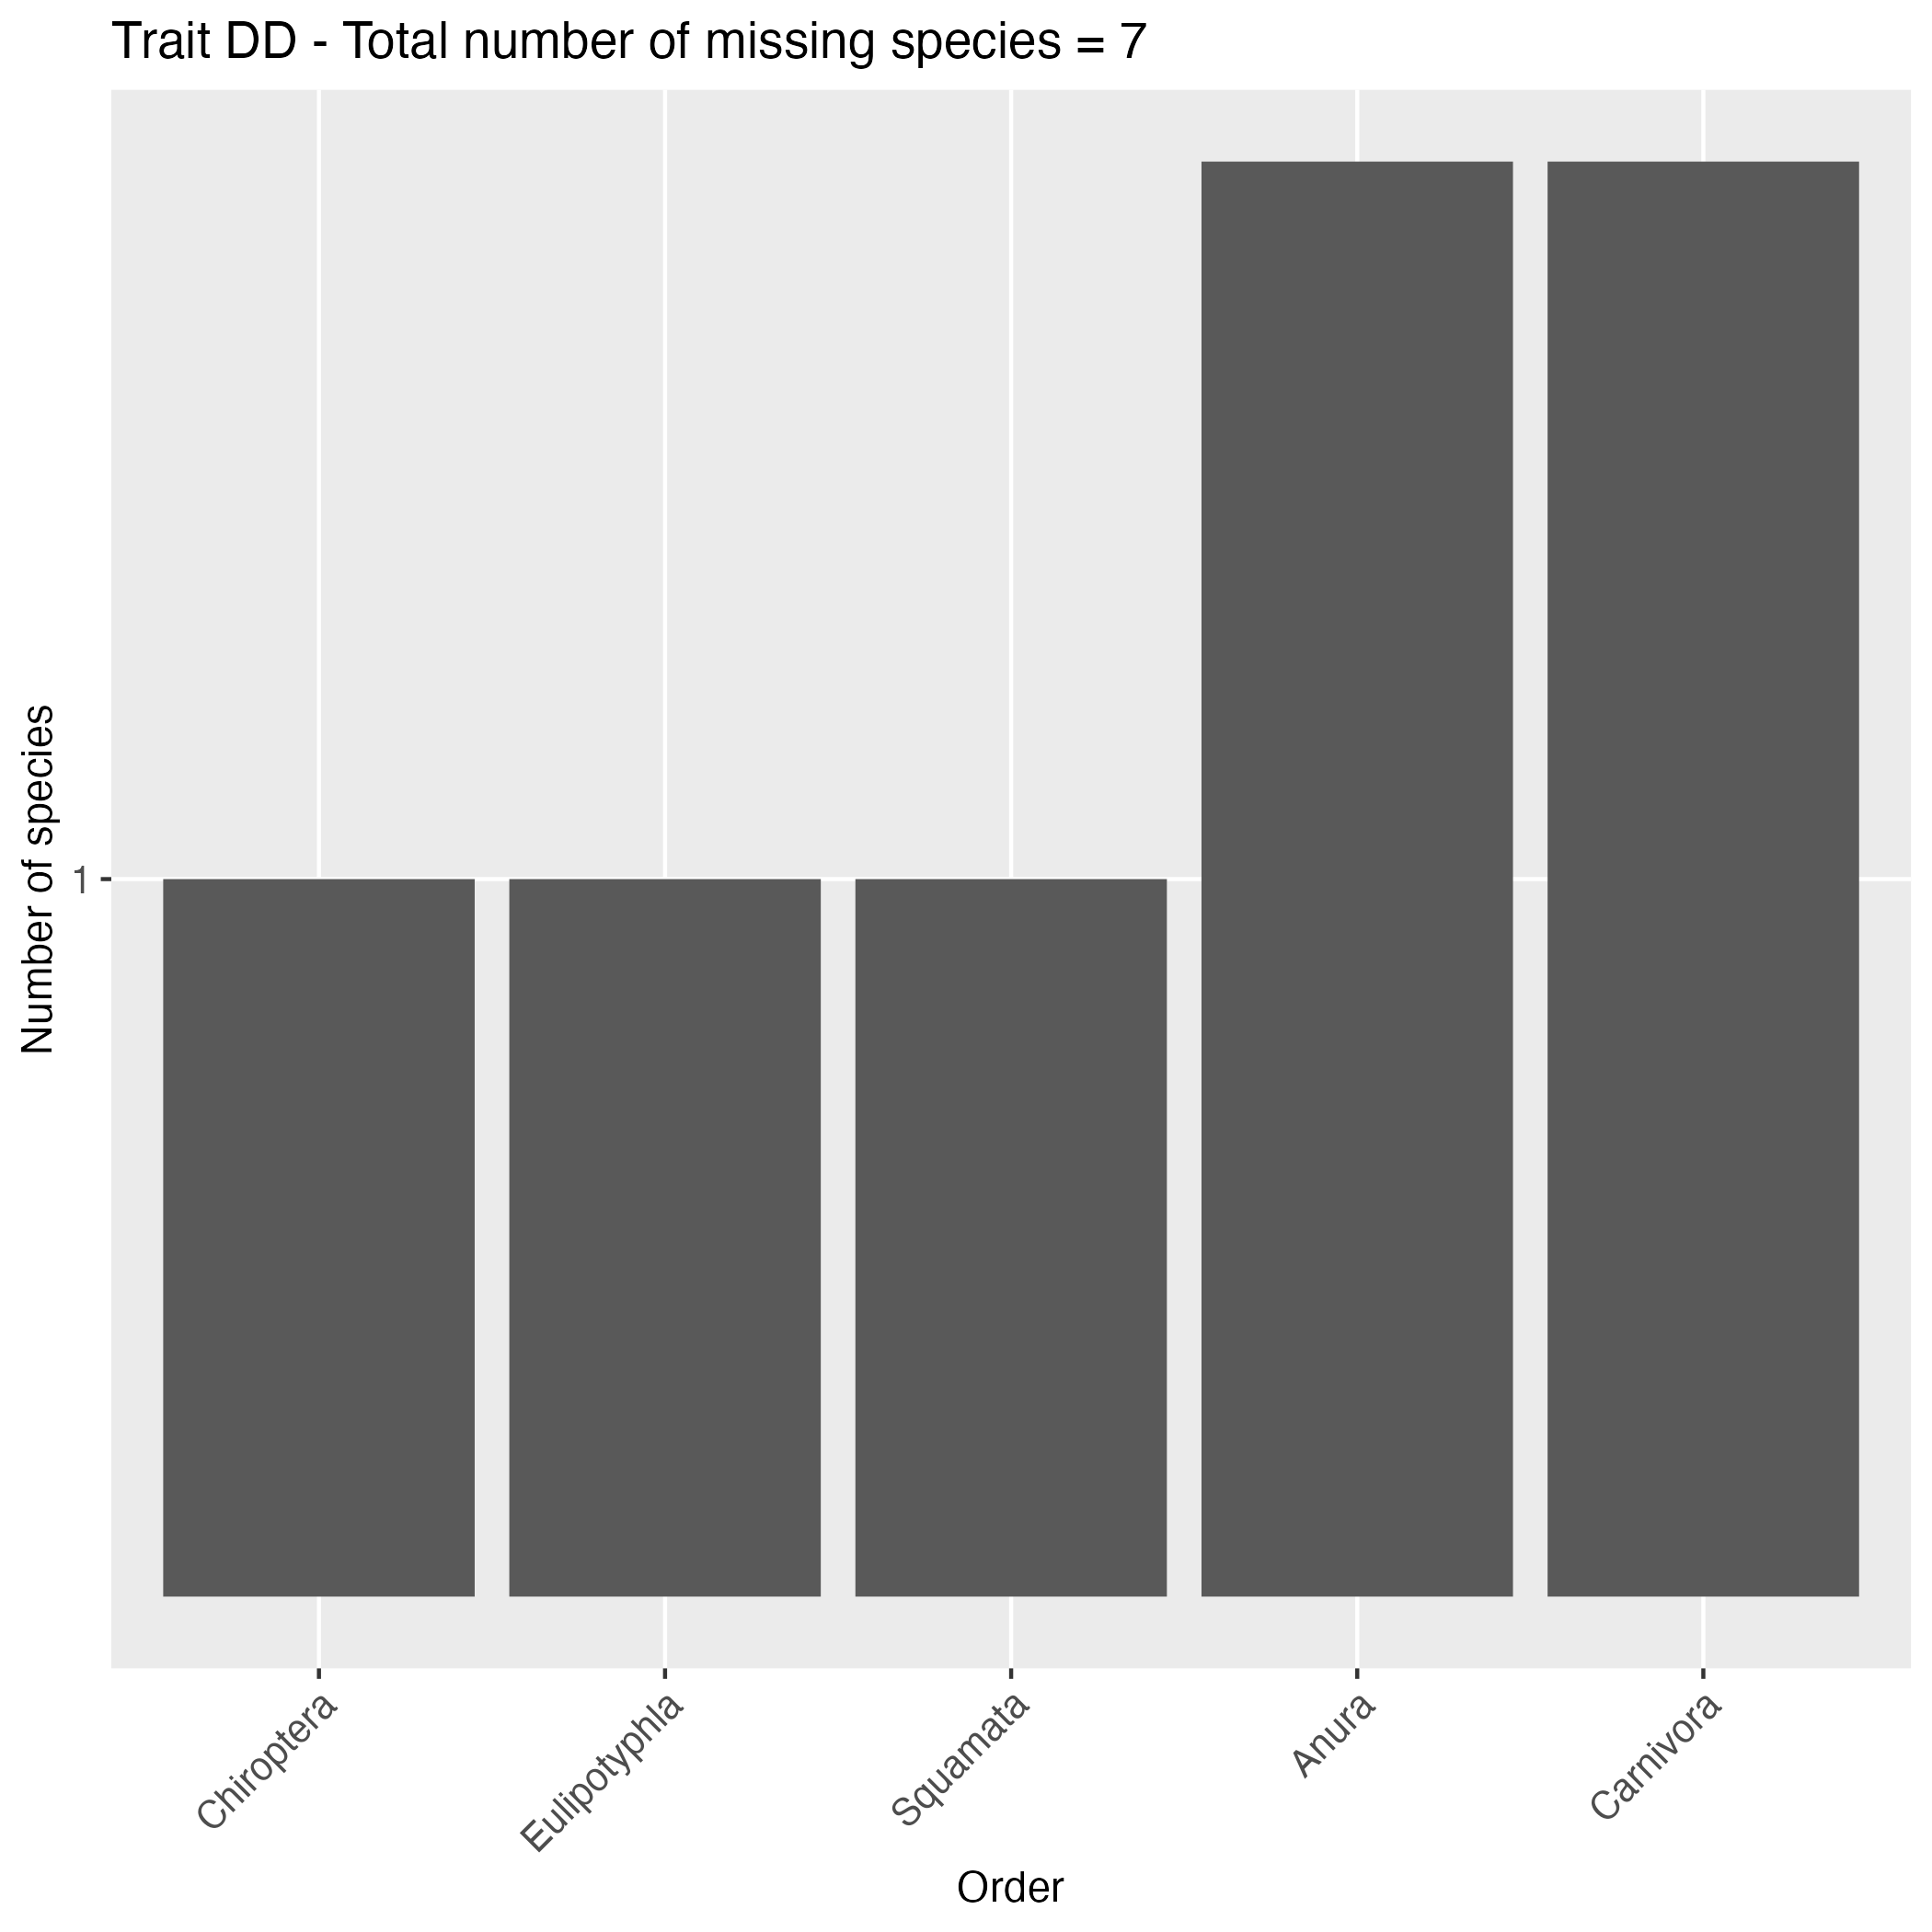 Trait DD - Total number of missing species = 7
Number of species
1
Chiroptera
Eulipotyphla
Squamata
Anura
Carnivora
Order